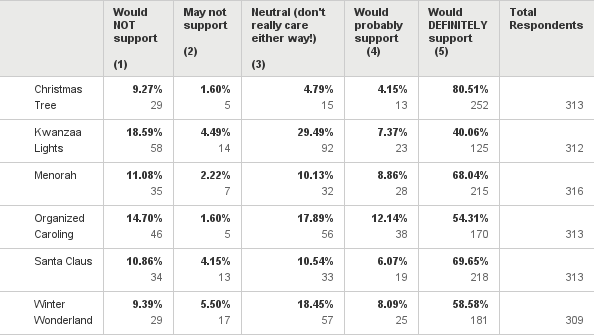 Would NOT support (1) May not support (2) Neutral (don't really care either way!) (3) Would probably support (4) Would DEFINITELY support (5) Total Respondents
Christmas 9.27% 1.60% 4.79% 4.15% 80.51%
Tree 29 5 15 13 252 313
Kwanzaa 18.59% 4.49% 29.49% 7.37% 40.06%
Lights 58 14 92 23 125 312
Menorah 11.08% 2.22% 10.13% 8.86% 68.04%
35 7 32 28 215 316
Organized 14.70% 1.60% 17.89% 12.14% 54.31%
Caroling 46 5 56 38 170 313
Santa Claus 10.86% 4.15% 10.54% 6.07% 69.65%
34 13 33 19 218 313
Winter 9.39% 5.50% 18.45% 8.09% 58.58%
Wonderland 29 17 57 25 181 309